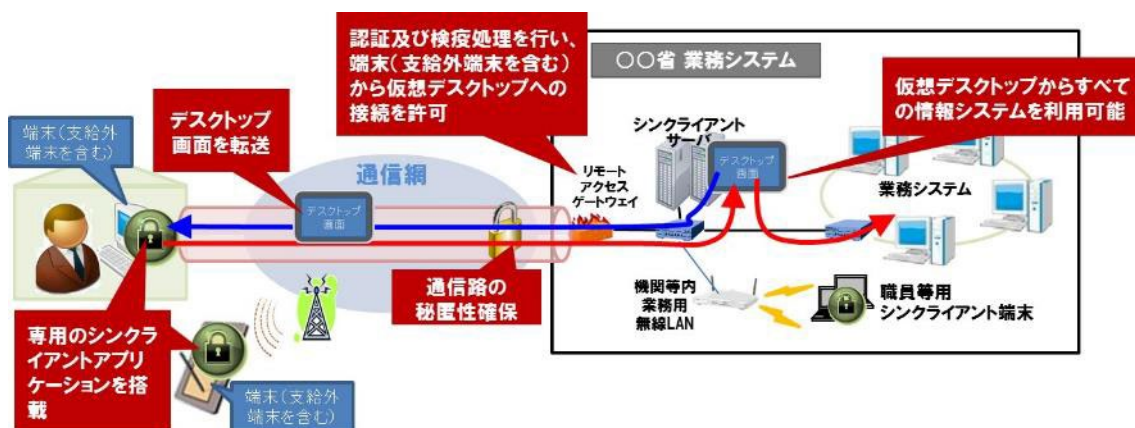 認証及び検疫処理を行い、
端末(支給外端末を含む)
から仮想デスクトップへの
接続を許可
〇〇省 業務システム
仮想デスクトップからすべて
の情報システムを利用可能
デスクトップ
画面を転送
端末(支給外
端末を含む)
通信網
シンクライアント
サーバ
デスクトップ
画面
リモート
アクセス
ゲートウェイ
業務システム
デスクトップ
画面
通信路の
秘匿性確保
機関等内
業務用
無線LAN
職員等用
シンクライアント端末
専用のシンク
ライアントアプリ
ケーションを搭
載
端末(支給外
端末を含む)